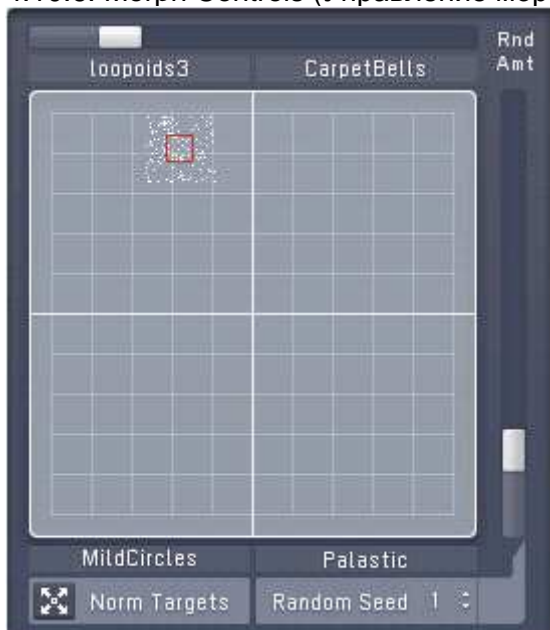 Rnd
loopoids3 CarpetBells Amt
MildCircles Palastic
Norm Targets Random Seed 1